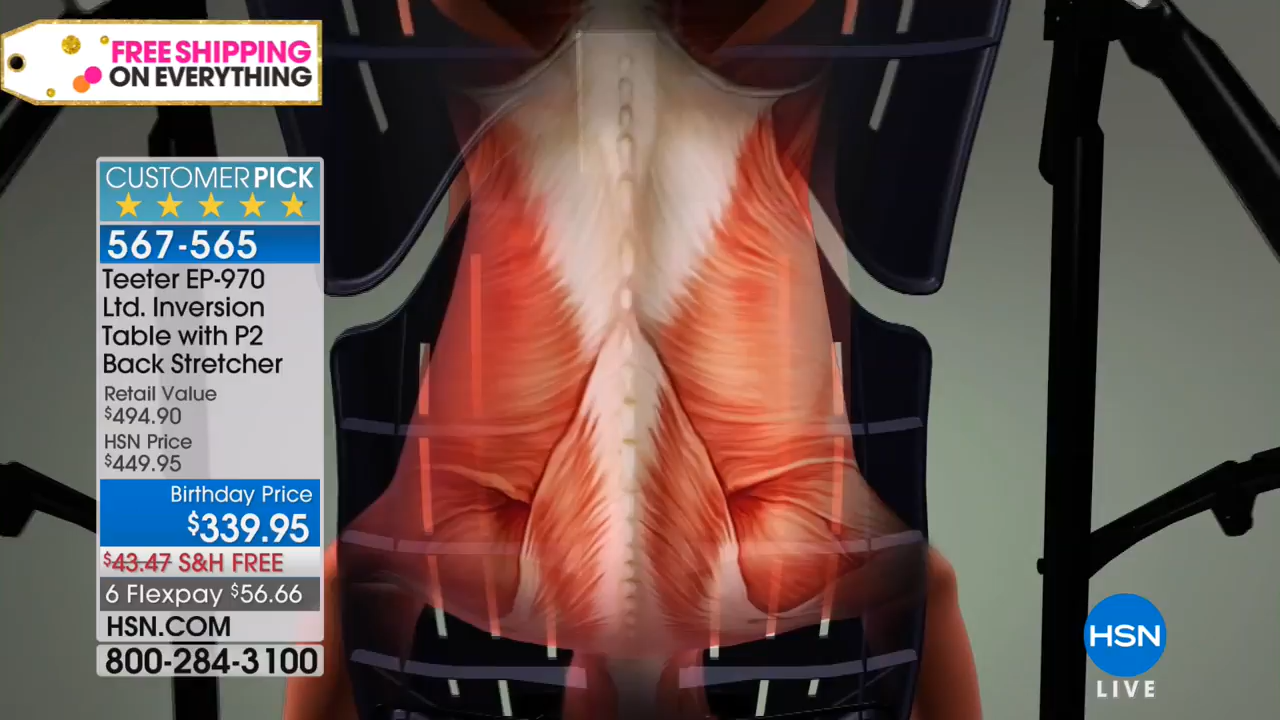 FREE SHIPPING
ON EVERYTHING
CUSTOMER PICK
567-565
Teeter EP-970
Ltd. Inversion
Table with P2
Back Stretcher
Retail Value
$494.90
HSN Price
$449.95
Birthday Price
$339.95
$43.47 S&H FREE
6 Flexpay $56.66
HSN.COM
800-284-3100
HSN
LIVE